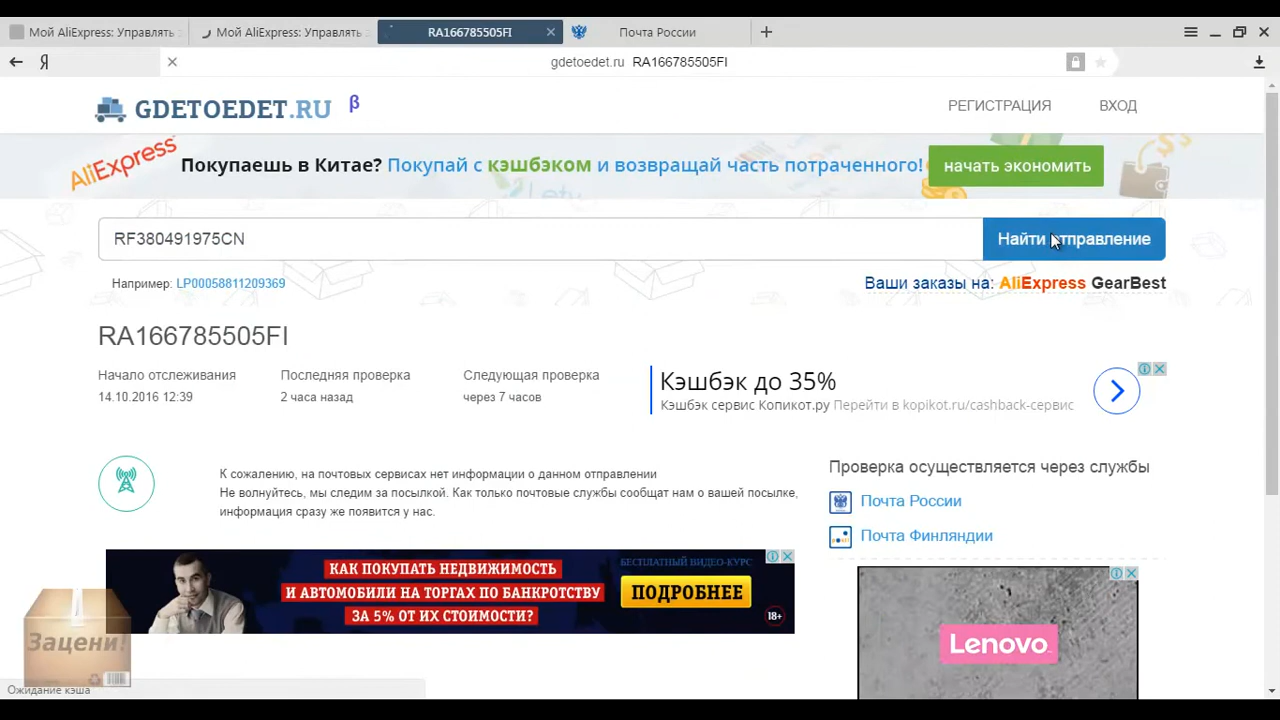 Мой AliExpress: Управлять
Мой AliExpress: Управлять
RA166785505FI
Почта России
gdetoedet.ru RA166785505FI
GDETOEDET.RU β
РЕГИСТРАЦИЯ
ВХОД
AliExpress
Покупаешь в Китае? Покупай с кэшбэком и возвращай часть потраченного!
начать экономить
RF380491975CN
Найти отправление
Например: LP00058811209369
Ваши заказы на: AliExpress GearBest
RA166785505FI
Начало отслеживания
14.10.2016 12:39
Последняя проверка
2 часа назад
Следующая проверка
через 7 часов
Кэшбэк до 35%
Кэшбэк сервис Копикот.ру Перейти в kopikot.ru/cashback-сервис
К сожалению, на почтовых сервисах нет информации о данном отправлении
Не волнуйтесь, мы следим за посылкой. Как только почтовые службы сообщат нам о вашей посылке,
информация сразу же появится у нас.
Проверка осуществляется через службы
Почта России
Почта Финляндии
КАК ПОКУПАТЬ НЕДВИЖИМОСТЬ
И АВТОМОБИЛИ НА ТОРГАХ ПО БАНКРОТСТВУ
ЗА 5% ОТ ИХ СТОИМОСТИ?
БЕСПЛАТНЫЙ ВИДЕО-КУРС
ПОДРОБНЕЕ
18+
Lenovo
Зацени!
Ожидание кэша